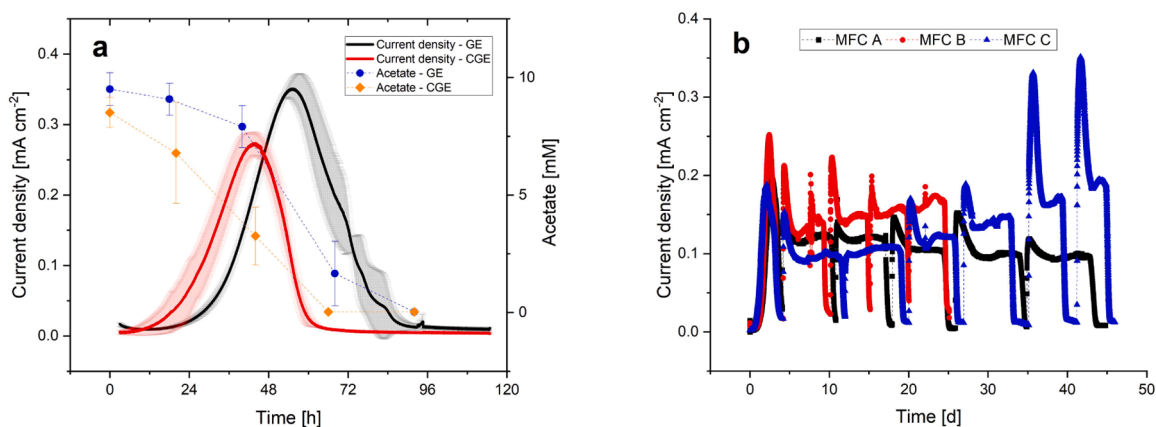 a
Current density - GE
Current density - CGE
Acetate - GE
Acetate - CGE
0.4
0.3
0.2
0.1
0.0
Current density [mA cm⁻²]
10
5
0
Acetate [mM]
0 24 48 72 96 120
Time [h]
b
MFC A MFC B MFC C
0.4
0.3
0.2
0.1
0.0
Current density [mA cm⁻²]
0 10 20 30 40 50
Time [d]